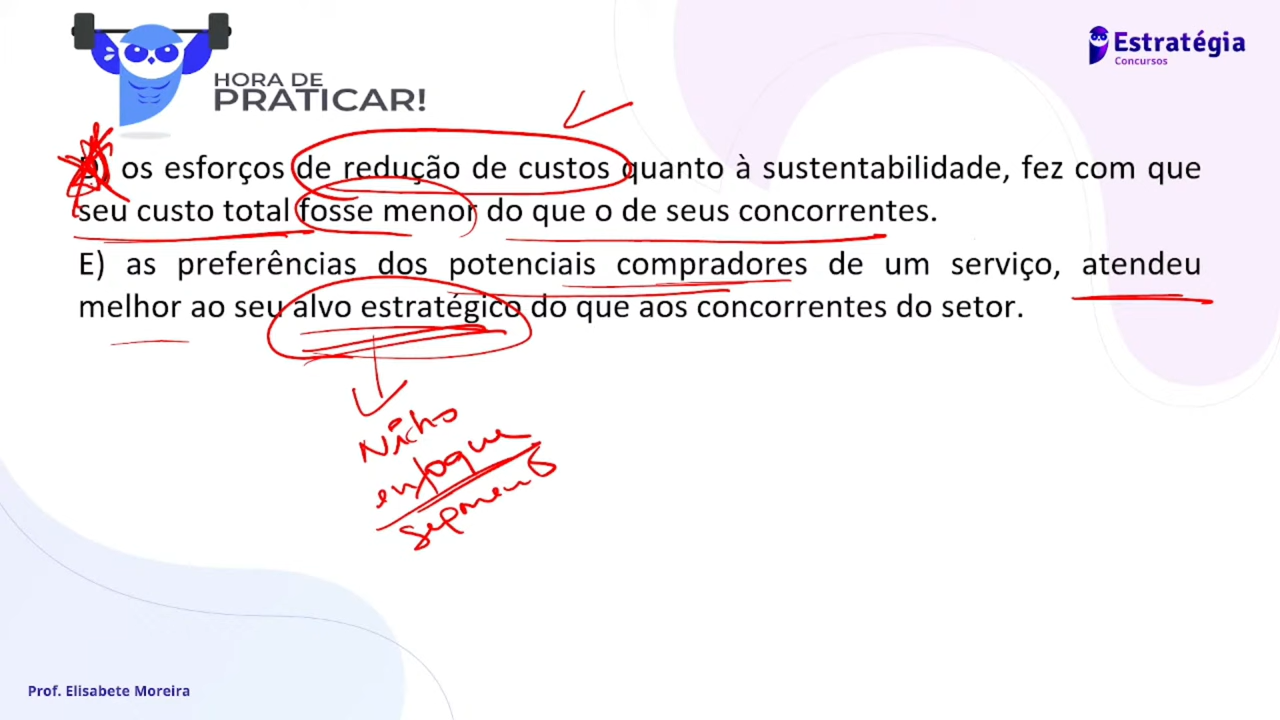 Estratégia
Concursos
HORA DE
PRATICAR!
os esforços de redução de custos quanto à sustentabilidade, fez com que
seu custo total fosse menor do que o de seus concorrentes.
E) as preferências dos potenciais compradores de um serviço, atendeu
melhor ao seu alvo estratégico do que aos concorrentes do setor.
Nicho
enfoque
segmento
Prof. Elisabete Moreira